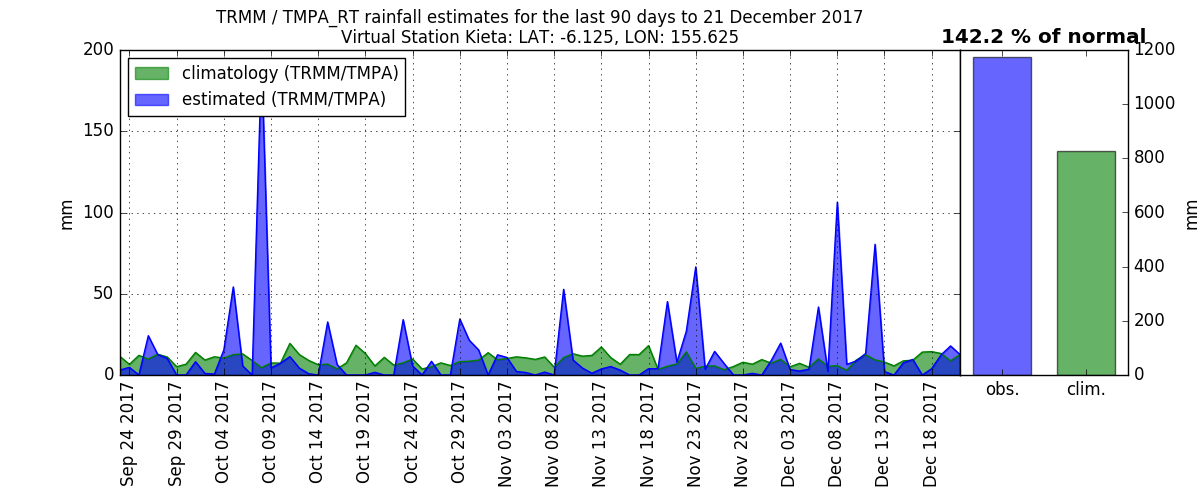 TRMM / TMPA_RT rainfall estimates for the last 90 days to 21 December 2017
Virtual Station Kieta: LAT: -6.125, LON: 155.625
142.2 % of normal
climatology (TRMM/TMPA)
estimated (TRMM/TMPA)
200
150
100
50
0
mm
Sep 24 2017
Sep 29 2017
Oct 04 2017
Oct 09 2017
Oct 14 2017
Oct 19 2017
Oct 24 2017
Oct 29 2017
Nov 03 2017
Nov 08 2017
Nov 13 2017
Nov 18 2017
Nov 23 2017
Nov 28 2017
Dec 03 2017
Dec 08 2017
Dec 13 2017
Dec 18 2017
1200
1000
800
600
400
200
0
mm
obs.
clim.